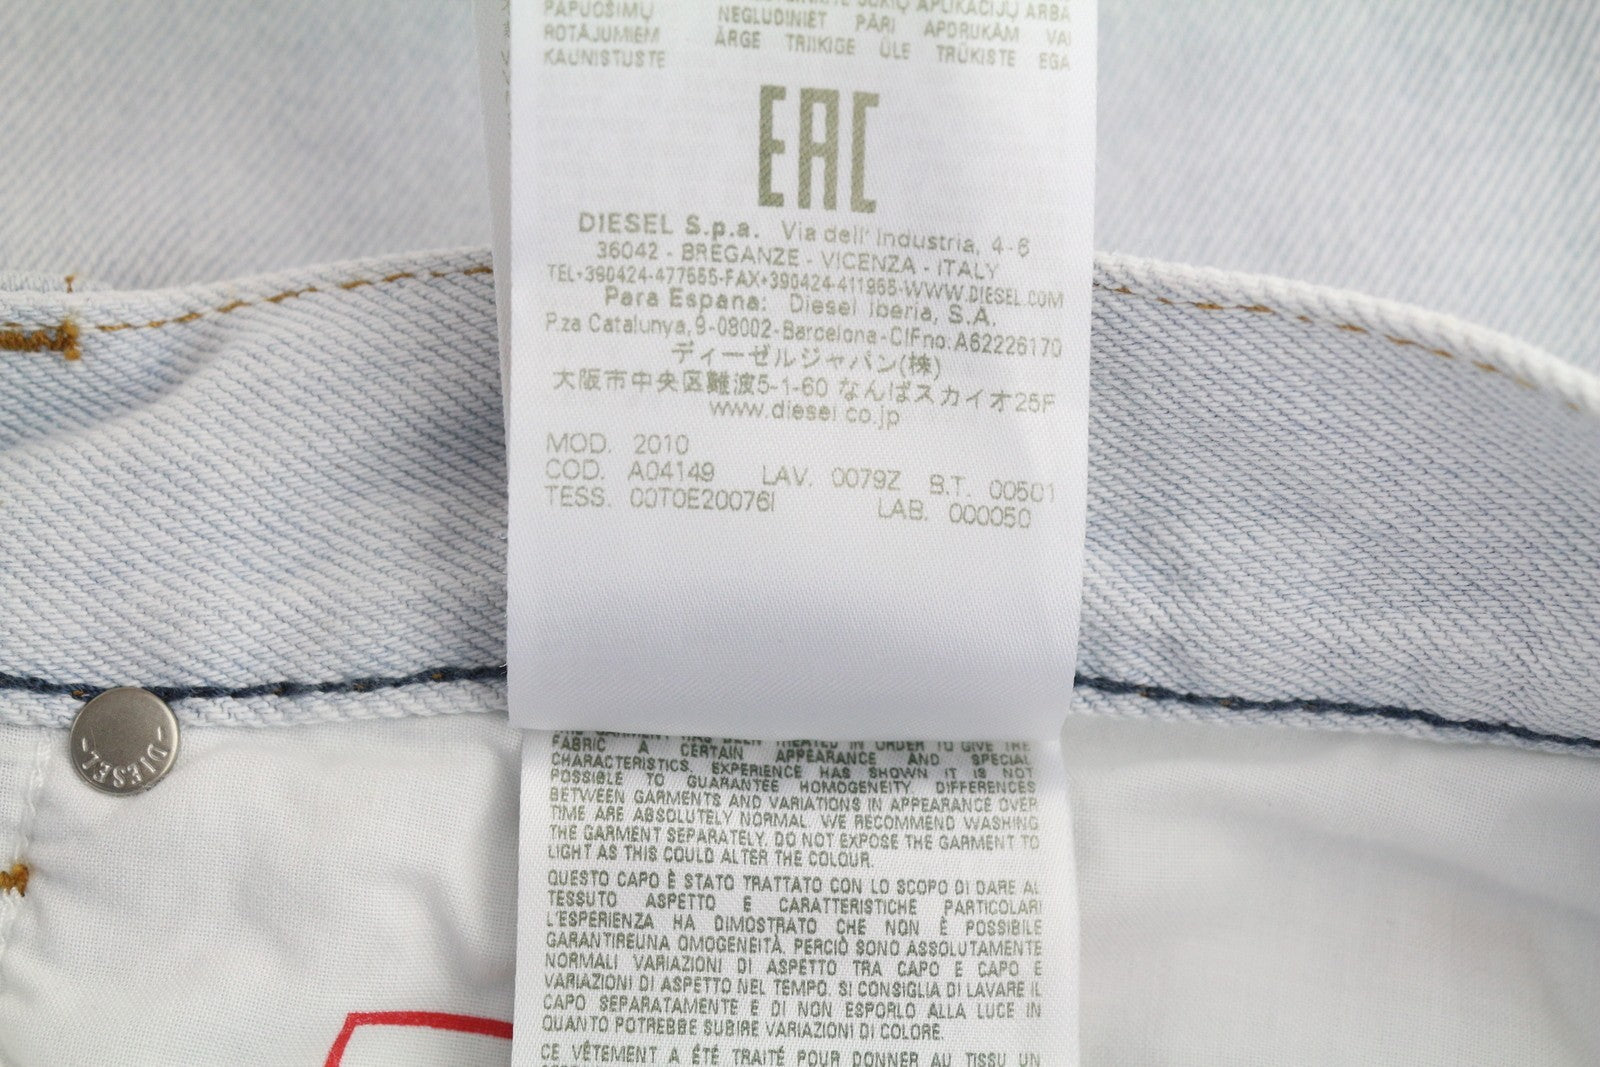 PAPUOŠIMŲ NEGLUDINIET PĀRI APDRUKĀM VAI
ROTĀJUMIEM ĀRGE TRIIKIGE ÜLE TRÜKISTE EGA
KAUNISTUSTE
EAC
DIESEL S.p.a. Via dell' Industria, 4-6
36042 - BREGANZE - VICENZA - ITALY
TEL+390424-477555-FAX+390424-411955-WWW.DIESEL.COM
Para Espana: Diesel Iberia, S.A.
P.za Catalunya, 9-08002-Barcelona-CIFno:A62226170
ディーゼルジャパン(株)
大阪市中央区難波5-1-60 なんばスカイオ25F
www.diesel.co.jp
MOD. 2010
COD. A04149 LAV. 0079Z B.T. 00501
TESS. 00T0E20076I LAB. 000050
DIESEL
FABRIC A CERTAIN APPEARANCE AND SPECIAL
CHARACTERISTICS. EXPERIENCE HAS SHOWN IT IS NOT
POSSIBLE TO GUARANTEE HOMOGENEITY. DIFFERENCES
BETWEEN GARMENTS AND VARIATIONS IN APPEARANCE OVER
TIME ARE ABSOLUTELY NORMAL. WE RECOMMEND WASHING
THE GARMENT SEPARATELY. DO NOT EXPOSE THE GARMENT TO
LIGHT AS THIS COULD ALTER THE COLOUR.
QUESTO CAPO È STATO TRATTATO CON LO SCOPO DI DARE AL
TESSUTO ASPETTO E CARATTERISTICHE PARTICOLARI
L'ESPERIENZA HA DIMOSTRATO CHE NON È POSSIBILE
GARANTIREUNA OMOGENEITÀ. PERCIÒ SONO ASSOLUTAMENTE
NORMALI VARIAZIONI DI ASPETTO TRA CAPO E CAPO E
VARIAZIONI DI ASPETTO NEL TEMPO. SI CONSIGLIA DI LAVARE IL
CAPO SEPARATAMENTE E DI NON ESPORLO ALLA LUCE IN
QUANTO POTREBBE SUBIRE VARIAZIONI DI COLORE.
CE VÊTEMENT A ÉTÉ TRAITÉ POUR DONNER AU TISSU UN